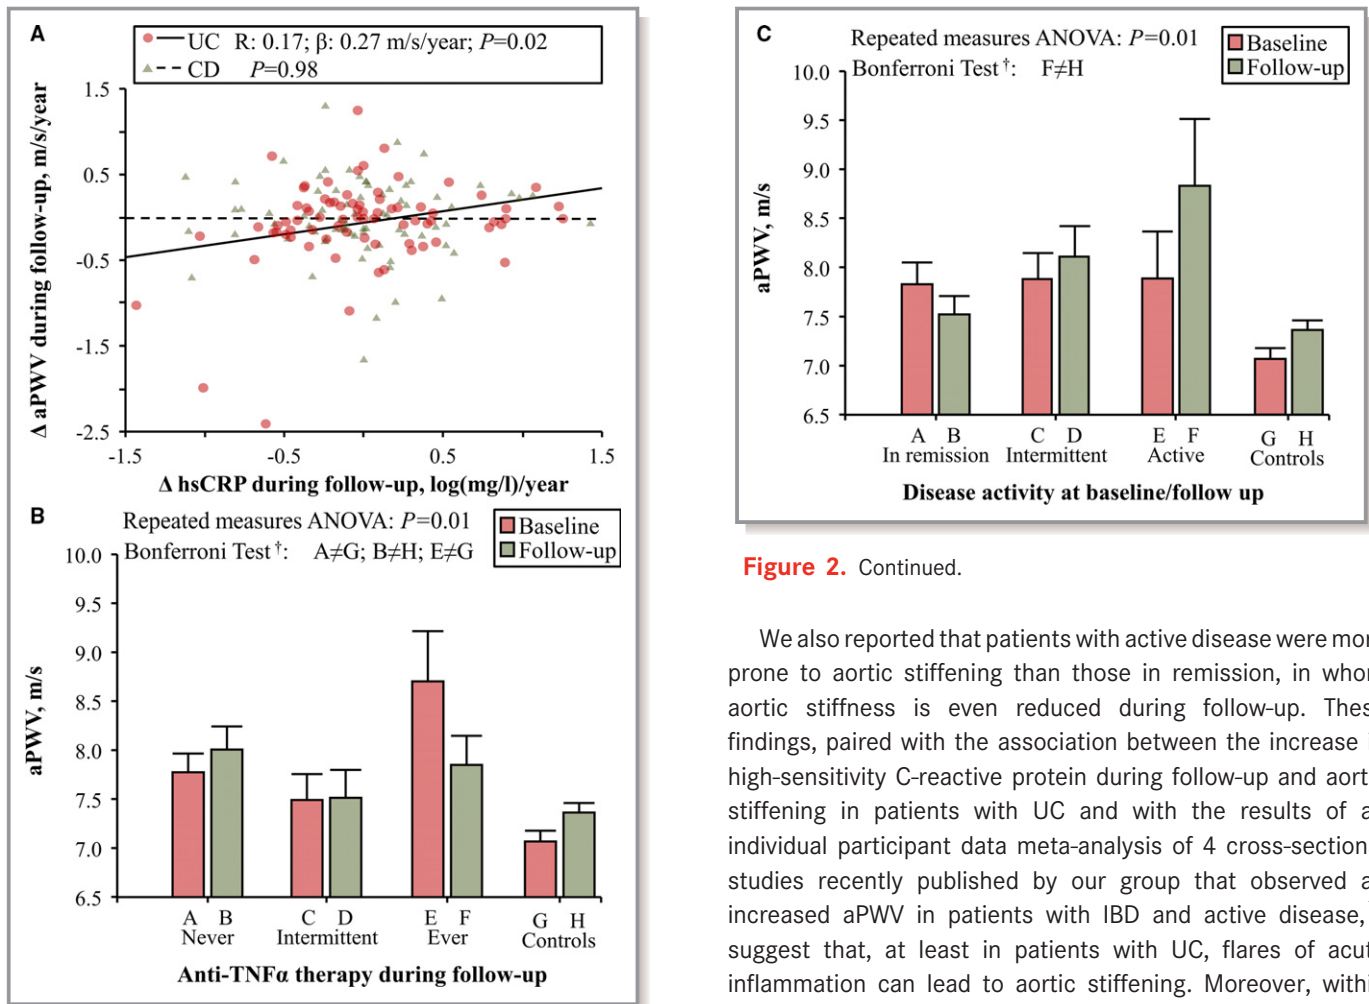 A
UC R: 0.17; β: 0.27 m/s/year; P=0.02
CD P=0.98
1.5
0.5
-0.5
-1.5
-2.5
Δ aPWV during follow-up, m/s/year
-1.5 -0.5 0.5 1.5
Δ hsCRP during follow-up, log(mg/l)/year
B
Repeated measures ANOVA: P=0.01
Bonferroni Test †: A≠G; B≠H; E≠G
Baseline
Follow-up
10.0
9.5
9.0
8.5
8.0
7.5
7.0
6.5
aPWV, m/s
A B C D E F G H
Never Intermittent Ever Controls
Anti-TNFα therapy during follow-up
C
Repeated measures ANOVA: P=0.01
Bonferroni Test †: F≠H
Baseline
Follow-up
10.0
9.5
9.0
8.5
8.0
7.5
7.0
6.5
aPWV, m/s
A B C D E F G H
In remission Intermittent Active Controls
Disease activity at baseline/follow up
Figure 2. Continued.
We also reported that patients with active disease were mor
prone to aortic stiffening than those in remission, in whor
aortic stiffness is even reduced during follow-up. Thes
findings, paired with the association between the increase i
high-sensitivity C-reactive protein during follow-up and aort
stiffening in patients with UC and with the results of a
individual participant data meta-analysis of 4 cross-section
studies recently published by our group that observed a
increased aPWV in patients with IBD and active disease,
suggest that, at least in patients with UC, flares of acut
inflammation can lead to aortic stiffening. Moreover, withi